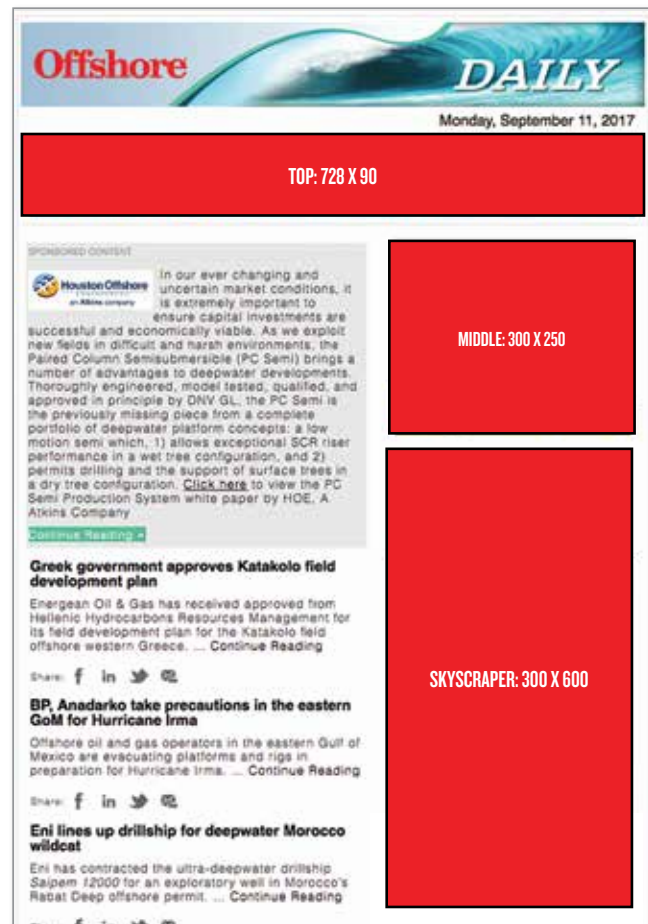 Offshore
DAILY
Monday, September 11, 2017
TOP: 728 X 90
SPONSORED CONTENT
Houston Offshore
an Atkins company
In our ever changing and
uncertain market conditions, it
is extremely important to
ensure capital investments are
successful and economically viable. As we exploit
new fields in difficult and harsh environments, the
Paired Column Semisubmersible (PC Semi) brings a
number of advantages to deepwater developments.
Thoroughly engineered, model tested, qualified, and
approved in principle by DNV GL, the PC Semi is
the previously missing piece from a complete
portfolio of deepwater platform concepts: a low
motion semi which, 1) allows exceptional SCR riser
performance in a wet tree configuration, and 2)
permits drilling and the support of surface trees in
a dry tree configuration. Click here to view the PC
Semi Production System white paper by HOE, A
Atkins Company
Continue Reading »
MIDDLE: 300 X 250
Greek government approves Katakolo field
development plan
Energean Oil & Gas has received approved from
Hellenic Hydrocarbons Resources Management for
its field development plan for the Katakolo field
offshore western Greece. ... Continue Reading
Share: f in
BP, Anadarko take precautions in the eastern
GoM for Hurricane Irma
Offshore oil and gas operators in the eastern Gulf of
Mexico are evacuating platforms and rigs in
preparation for Hurricane Irma. ... Continue Reading
Share: f in
Eni lines up drillship for deepwater Morocco
wildcat
Eni has contracted the ultra-deepwater drillship
Saipem 12000 for an exploratory well in Morocco's
Rabat Deep offshore permit. ... Continue Reading
SKYSCRAPER: 300 X 600